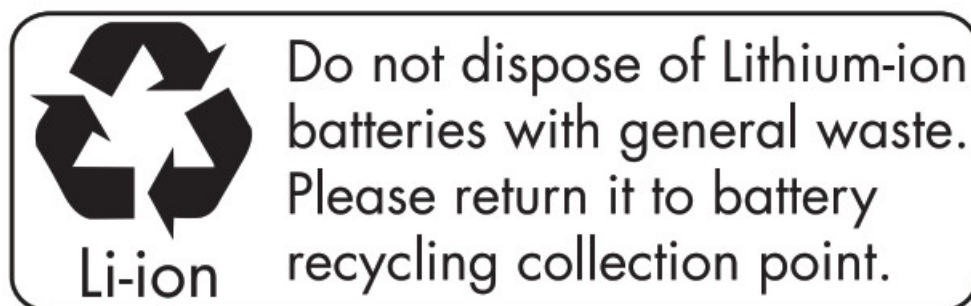 Do not dispose of Lithium-ion
batteries with general waste.
Please return it to battery
recycling collection point.
Li-ion